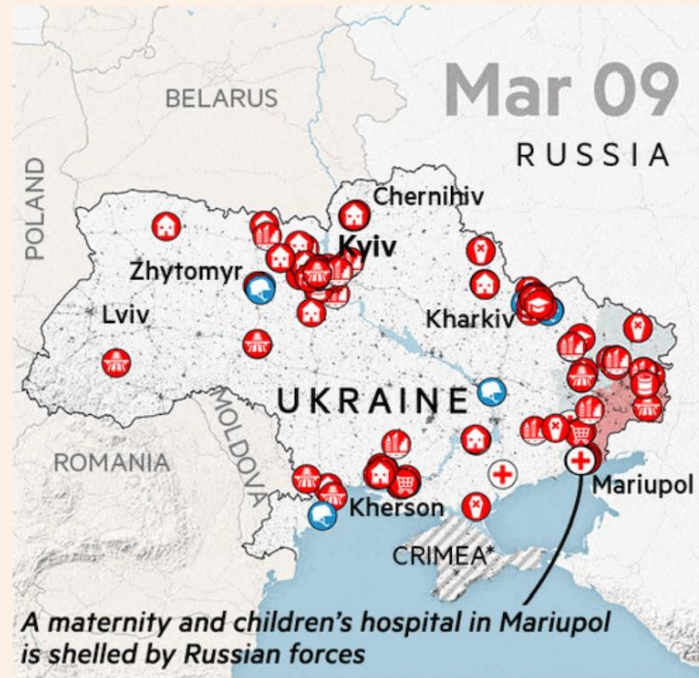 Mar 09
BELARUS
RUSSIA
POLAND
Chernihiv
Kyiv
Zhytomyr
Lviv
Kharkiv
UKRAINE
MOLDOVA
ROMANIA
Mariupol
Kherson
CRIMEA*
A maternity and children's hospital in Mariupol
is shelled by Russian forces